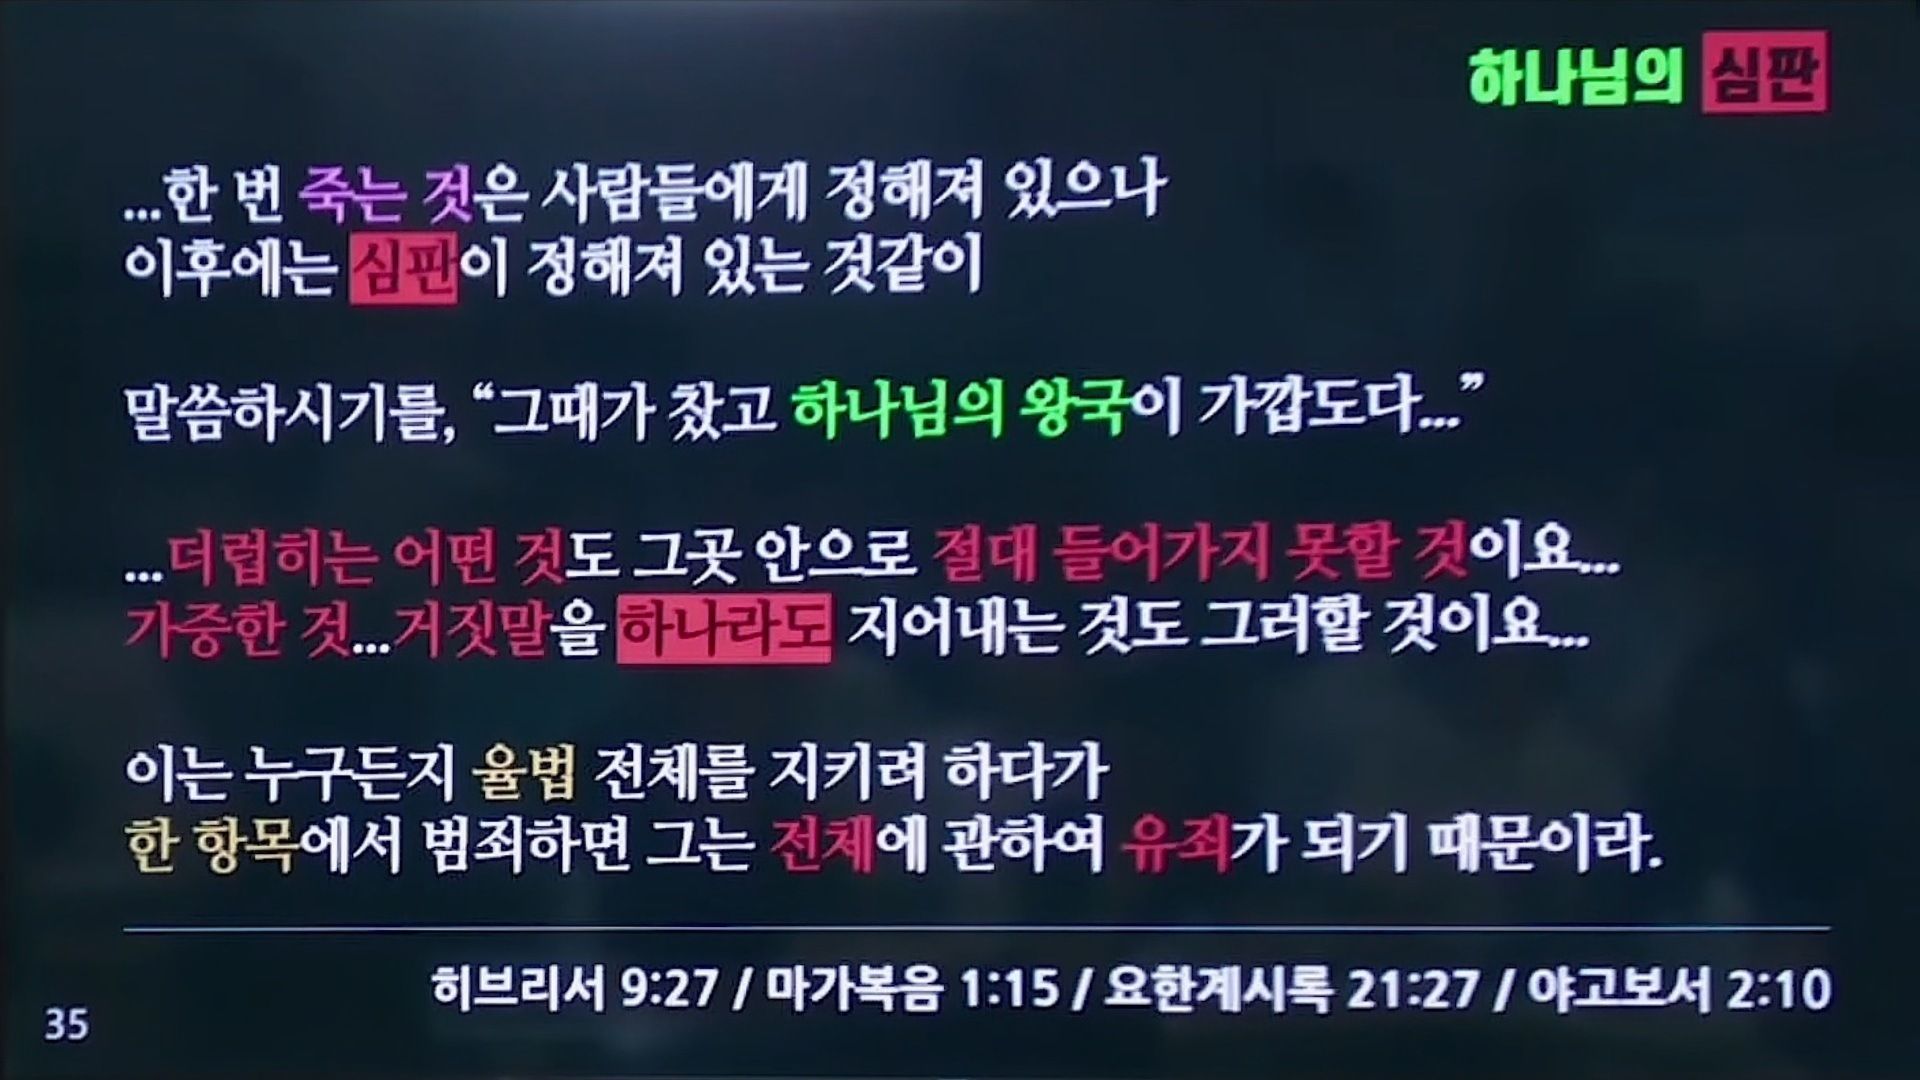 하나님의 심판
...한 번 죽는 것은 사람들에게 정해져 있으나
이후에는 심판이 정해져 있는 것같이
말씀하시기를, “그때가 찼고 하나님의 왕국이 가깝도다...”
...더럽히는 어떤 것도 그곳 안으로 절대 들어가지 못할 것이요...
가증한 것...거짓말을 하나라도 지어내는 것도 그러할 것이요...
이는 누구든지 율법 전체를 지키려 하다가
한 항목에서 범죄하면 그는 전체에 관하여 유죄가 되기 때문이라.
히브리서 9:27 / 마가복음 1:15 / 요한계시록 21:27 / 야고보서 2:10
35